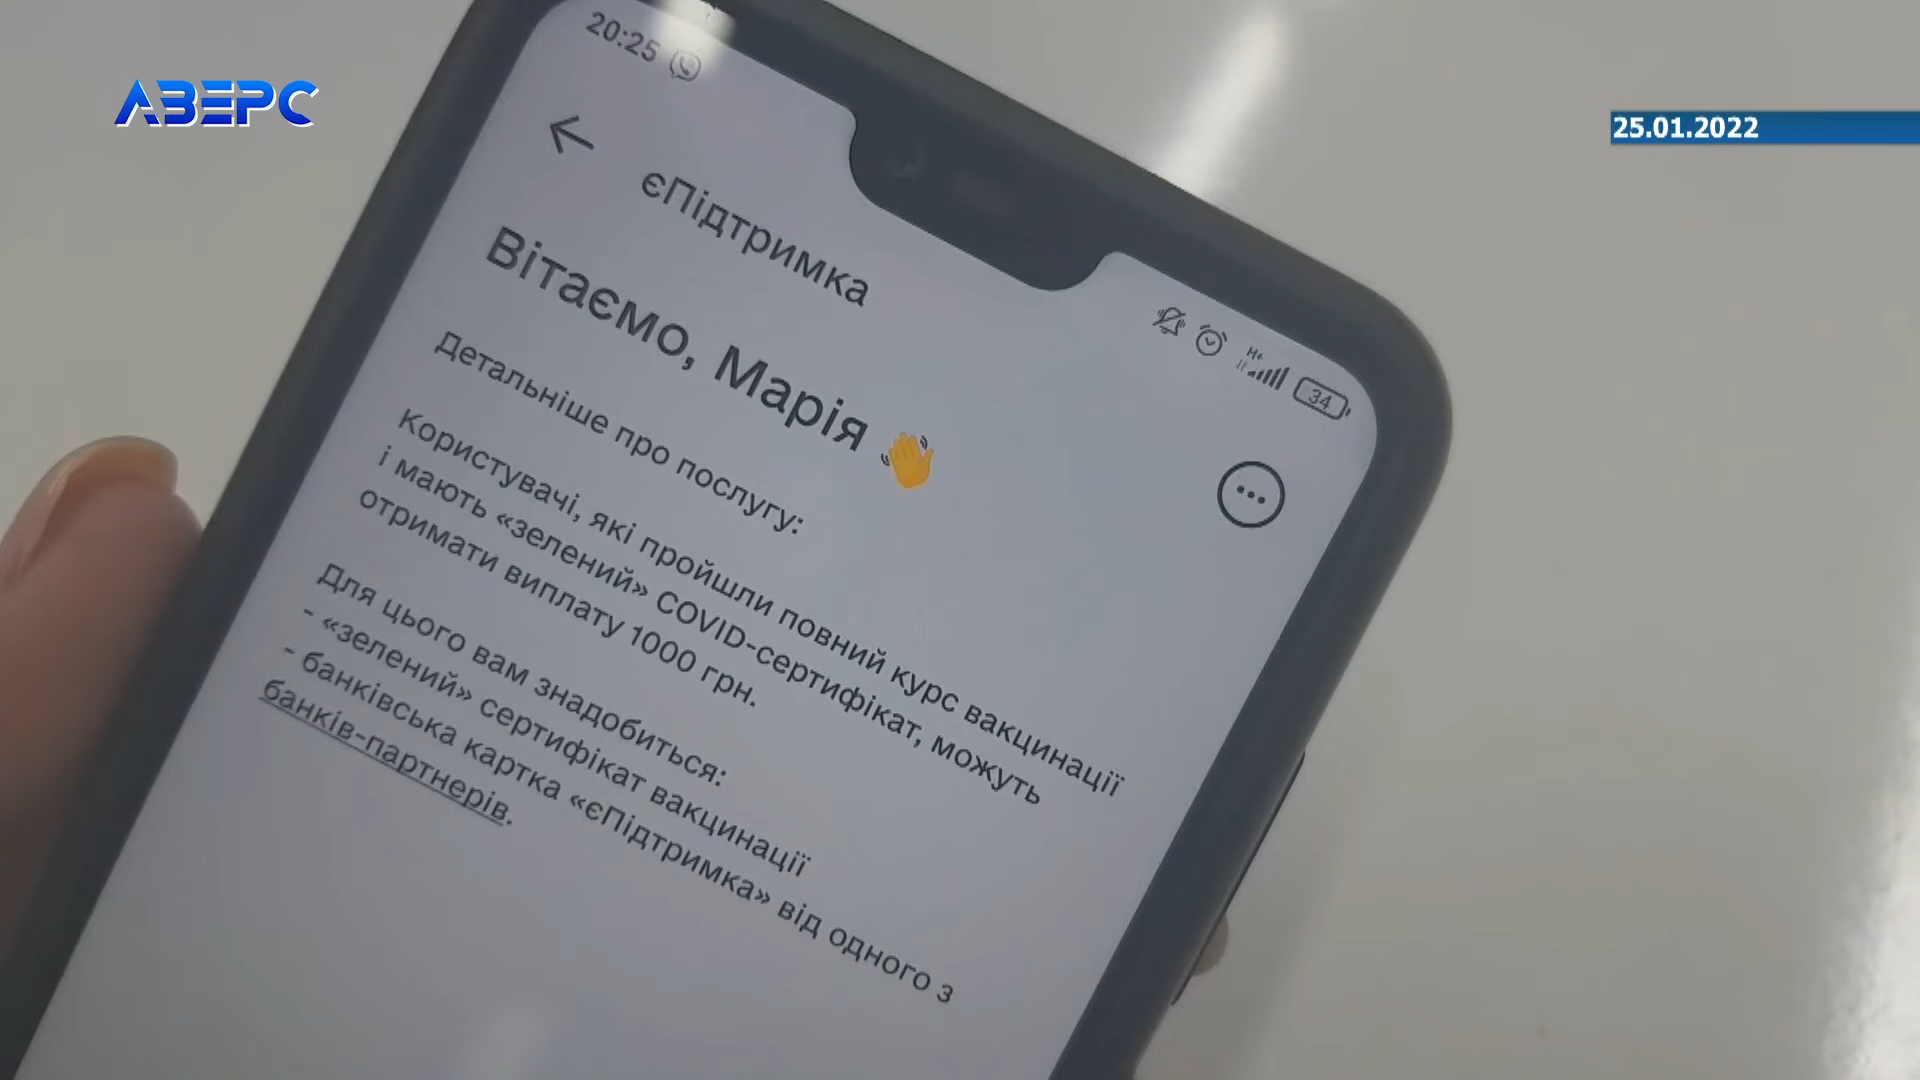 АВЕРС
25.01.2022
20:25
H+
34
єПідтримка
Вітаємо, Марія 👋
Детальніше про послугу:
Користувачі, які пройшли повний курс вакцинації
і мають «зелений» COVID-сертифікат, можуть
отримати виплату 1000 грн.
Для цього вам знадобиться:
- «зелений» сертифікат вакцинації
- банківська картка «єПідтримка» від одного з
банків-партнерів.